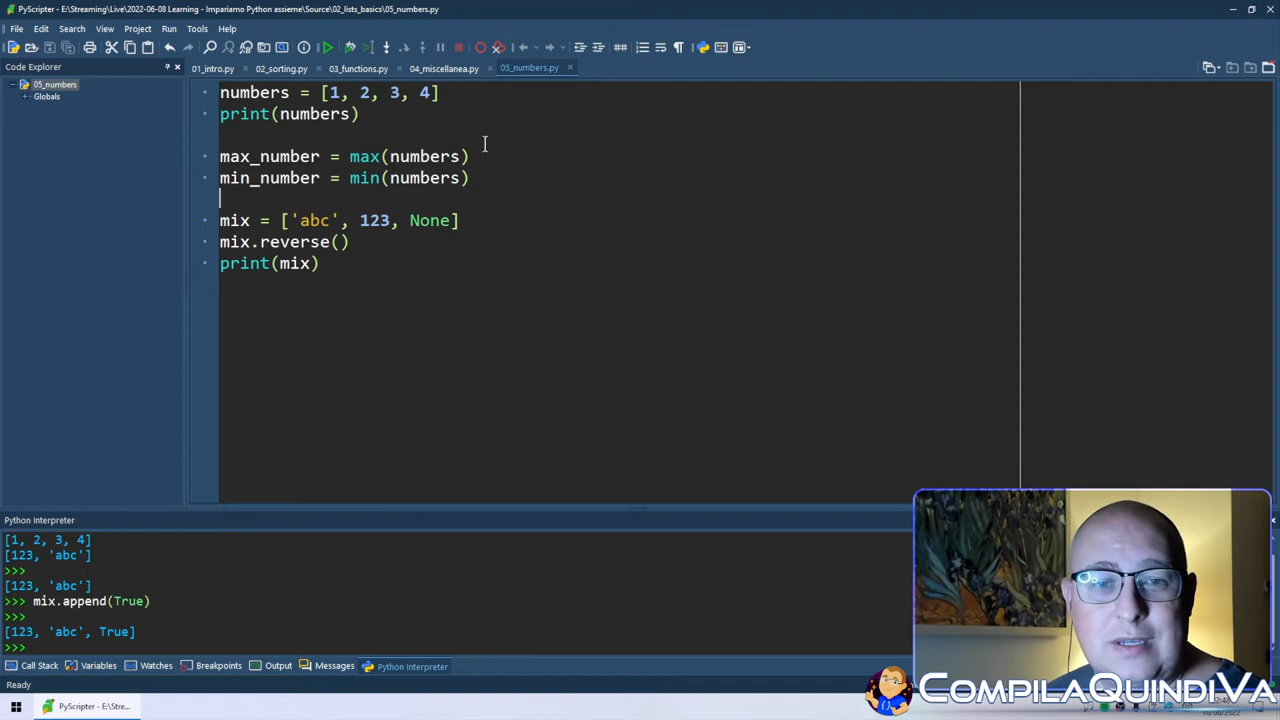 PyScripter - E:\Streaming\Live\2022-06-08 Learning - Impariamo Python assieme\Source\02_lists_basics\05_numbers.py
File Edit Search View Project Run Tools Help
Code Explorer
01_intro.py 02_sorting.py 03_functions.py 04_miscellanea.py 05_numbers.py
05_numbers
Globals
numbers = [1, 2, 3, 4]
print(numbers)
max_number = max(numbers)
min_number = min(numbers)
mix = ['abc', 123, None]
mix.reverse()
print(mix)
Python Interpreter
[1, 2, 3, 4]
[123, 'abc']
>>>
[123, 'abc']
>>> mix.append(True)
>>>
[123, 'abc', True]
>>>
Call Stack Variables Watches Breakpoints Output Messages Python Interpreter
Ready
COMPILAQUINDIVA
PyScripter - E:\Stre...